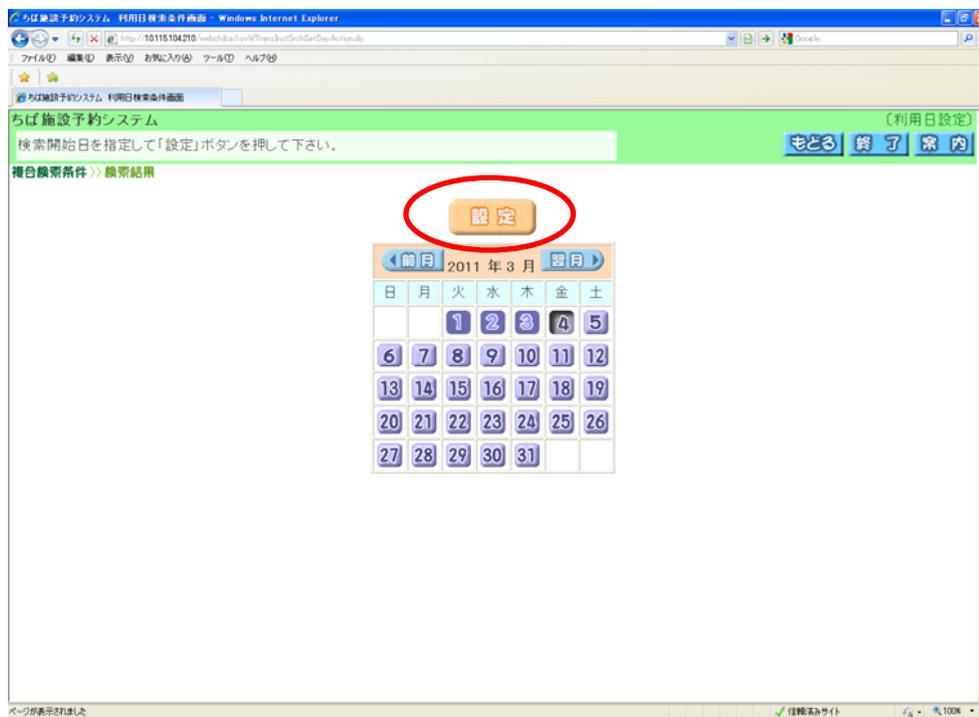 ちば施設予約システム 利用日検索条件画面 - Windows Internet Explorer
http://10.115.104.210/webchiba/rsvWTransInstSrchSetDayAction.do
Google
ファイル(F) 編集(E) 表示(V) お気に入り(A) ツール(T) ヘルプ(H)
ちば施設予約システム 利用日検索条件画面
ちば施設予約システム
〔利用日設定〕
検索開始日を指定して「設定」ボタンを押して下さい。
もどる 終了 案内
複合検索条件>>検索結果
設定
前月 2011 年 3 月 翌月
日 月 火 水 木 金 土
1 2 3 4 5
6 7 8 9 10 11 12
13 14 15 16 17 18 19
20 21 22 23 24 25 26
27 28 29 30 31
ページが表示されました
信頼済みサイト
100%